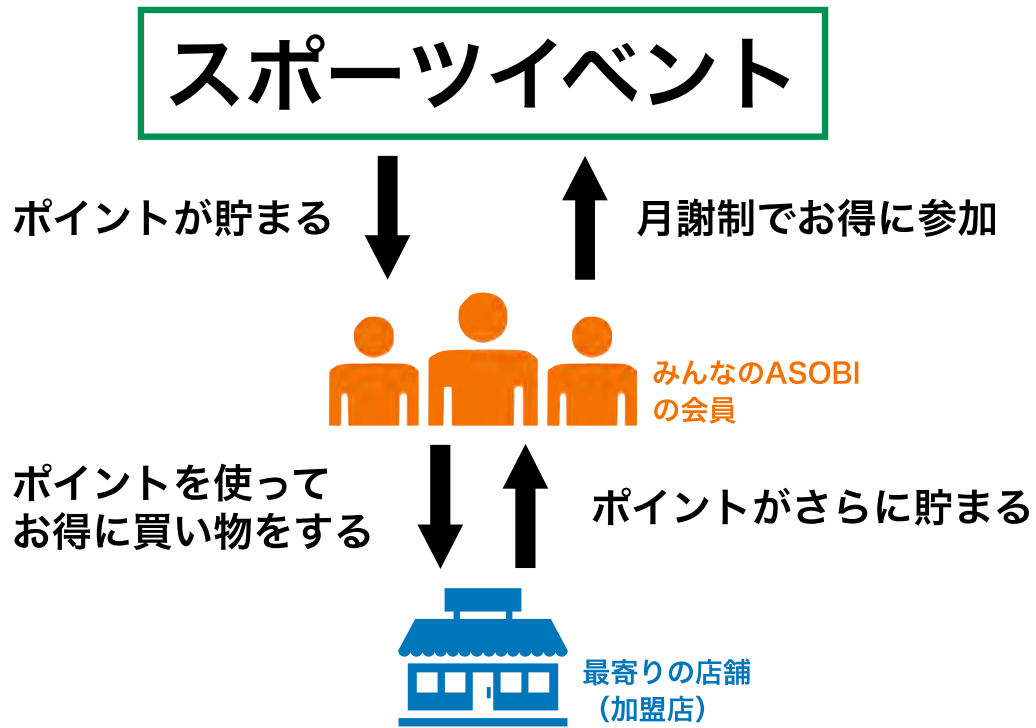 スポーツイベント
ポイントが貯まる
月謝制でお得に参加
みんなのASOBI
の会員
ポイントを使って
お得に買い物をする
ポイントがさらに貯まる
最寄りの店舗
（加盟店）